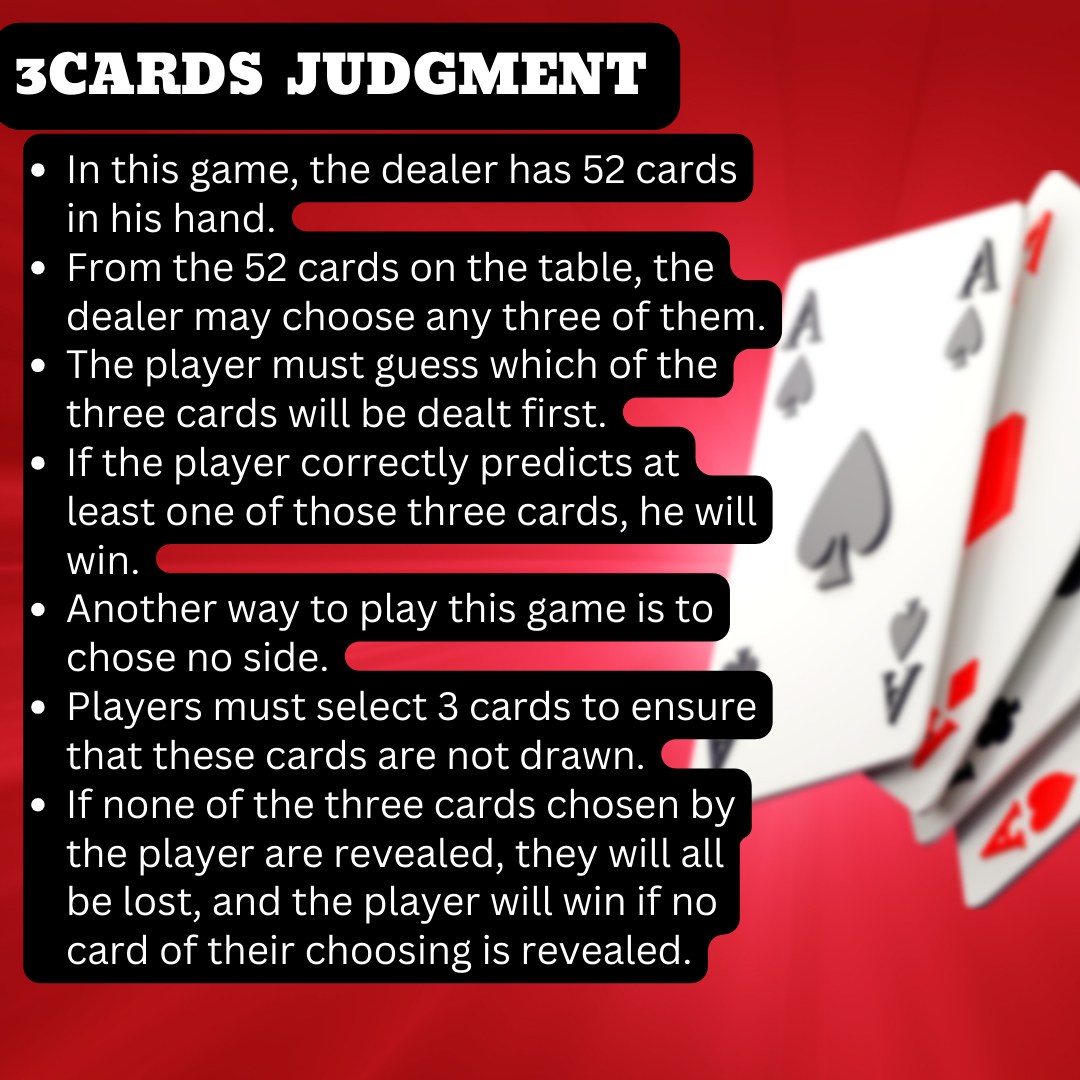 3CARDS JUDGMENT
• In this game, the dealer has 52 cards
in his hand.
• From the 52 cards on the table, the
dealer may choose any three of them.
• The player must guess which of the
three cards will be dealt first.
• If the player correctly predicts at
least one of those three cards, he will
win.
• Another way to play this game is to
chose no side.
• Players must select 3 cards to ensure
that these cards are not drawn.
• If none of the three cards chosen by
the player are revealed, they will all
be lost, and the player will win if no
card of their choosing is revealed.
A
A
A
A
A
A
A